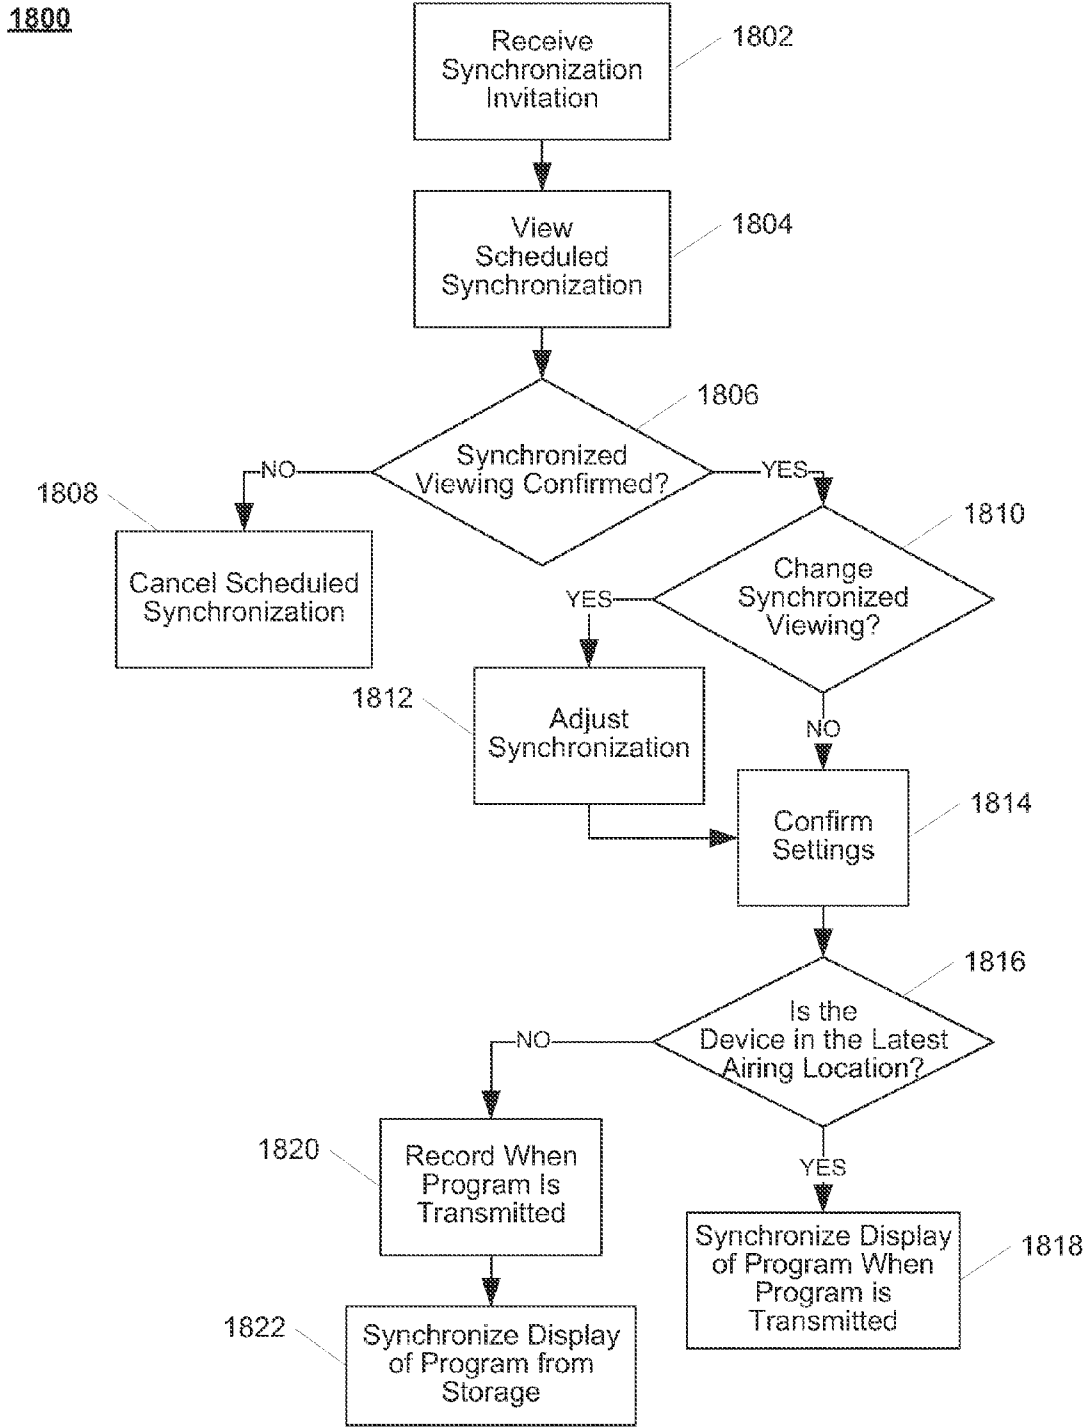 1800
Receive
Synchronization
Invitation
1802
View
Scheduled
Synchronization
1804
Synchronized
Viewing Confirmed?
1806
NO
YES
1808
Cancel Scheduled
Synchronization
1810
Change
Synchronized
Viewing?
YES
NO
1812
Adjust
Synchronization
1814
Confirm
Settings
1816
Is the
Device in the Latest
Airing Location?
NO
YES
1820
Record When
Program Is
Transmitted
1818
Synchronize Display
of Program When
Program is
Transmitted
1822
Synchronize Display
of Program from
Storage